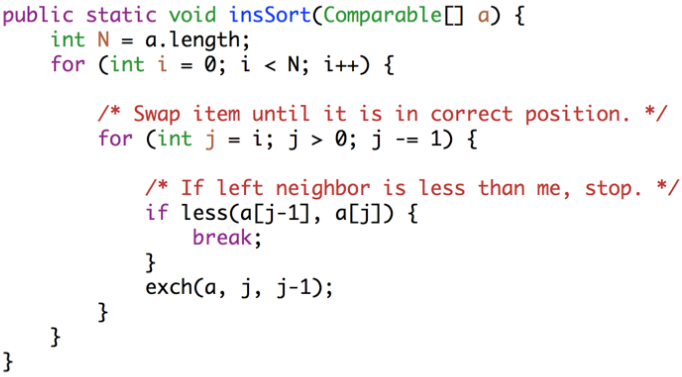 public static void insSort(Comparable[] a) {
    int N = a.length;
    for (int i = 0; i < N; i++) {
        /* Swap item until it is in correct position. */
        for (int j = i; j > 0; j -= 1) {
            /* If left neighbor is less than me, stop. */
            if less(a[j-1], a[j]) {
                break;
            }
            exch(a, j, j-1);
        }
    }
}